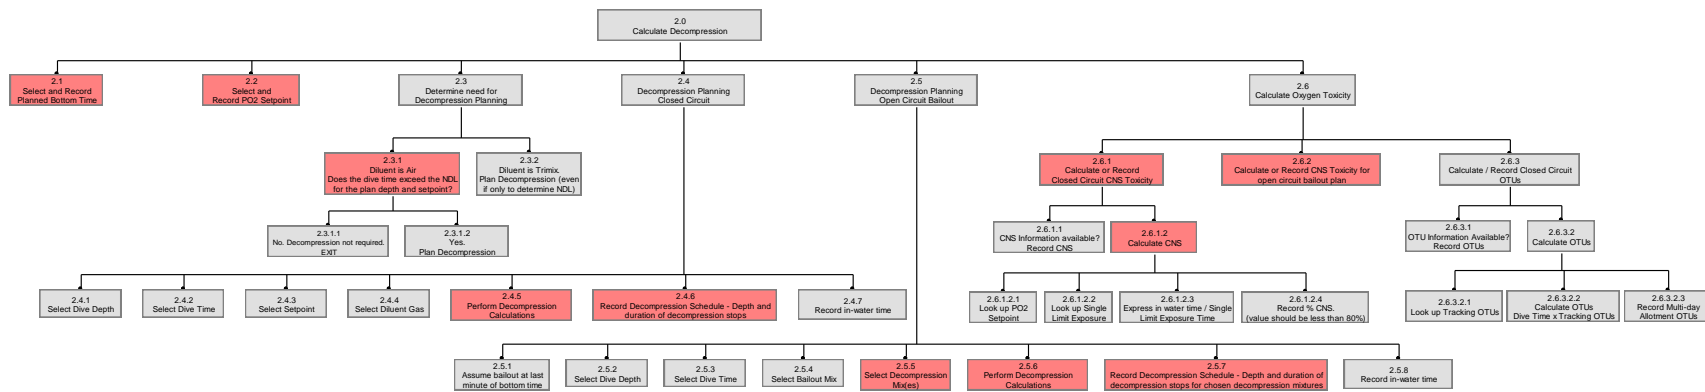 2.0
Calculate Decompression
2.1
Select and Record
Planned Bottom Time
2.2
Select and
Record PO2 Setpoint
2.3
Determine need for
Decompression Planning
2.4
Decompression Planning
Closed Circuit
2.5
Decompression Planning
Open Circuit Bailout
2.6
Calculate Oxygen Toxicity
2.3.1
Diluent is Air
Does the dive time exceed the NDL
for the plan depth and setpoint?
2.3.2
Diluent is Trimix.
Plan Decompression (even
if only to determine NDL)
2.6.1
Calculate or Record
Closed Circuit CNS Toxicity
2.6.2
Calculate or Record CNS Toxicity for
open circuit bailout plan
2.6.3
Calculate / Record Closed Circuit
OTUs
2.3.1.1
No. Decompression not required.
EXIT
2.3.1.2
Yes.
Plan Decompression
2.6.1.1
CNS Information available?
Record CNS
2.6.1.2
Calculate CNS
2.6.3.1
OTU Information Available?
Record OTUs
2.6.3.2
Calculate OTUs
2.4.1
Select Dive Depth
2.4.2
Select Dive Time
2.4.3
Select Setpoint
2.4.4
Select Diluent Gas
2.4.5
Perform Decompression
Calculations
2.4.6
Record Decompression Schedule - Depth and
duration of decompression stops
2.4.7
Record in-water time
2.6.1.2.1
Look up PO2
Setpoint
2.6.1.2.2
Look up Single
Limit Exposure
2.6.1.2.3
Express in water time / Single
Limit Exposure Time
2.6.1.2.4
Record % CNS.
(value should be less than 80%)
2.6.3.2.1
Look up Tracking OTUs
2.6.3.2.2
Calculate OTUs
Dive Time x Tracking OTUs
2.6.3.2.3
Record Multi-day
Allotment OTUs
2.5.1
Assume bailout at last
minute of bottom time
2.5.2
Select Dive Depth
2.5.3
Select Dive Time
2.5.4
Select Bailout Mix
2.5.5
Select Decompression
Mix(es)
2.5.6
Perform Decompression
Calculations
2.5.7
Record Decompression Schedule - Depth and duration of
decompression stops for chosen decompression mixtures
2.5.8
Record in-water time